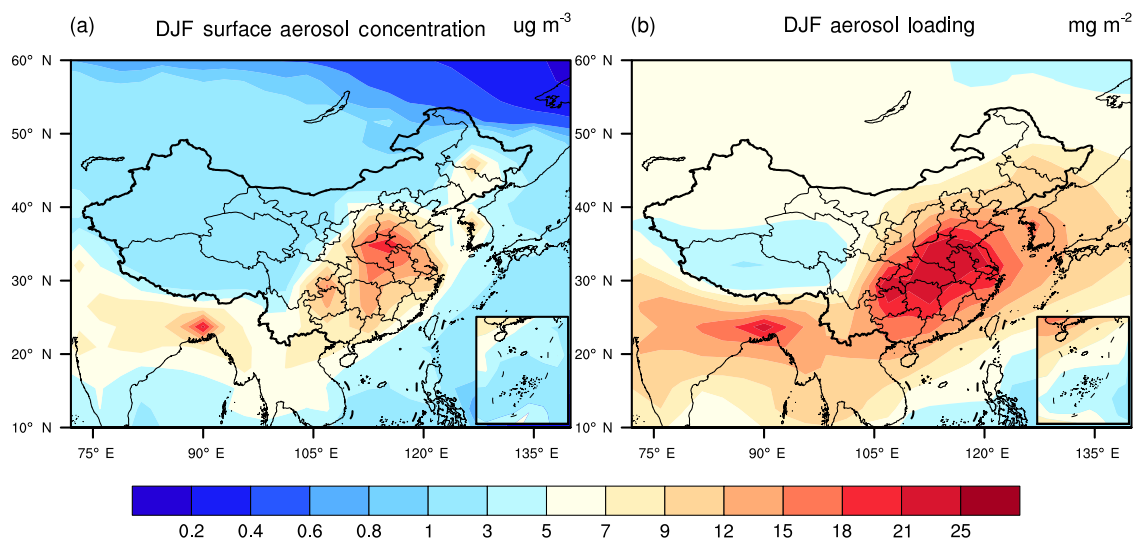 (a) DJF surface aerosol concentration ug m-3
(b) DJF aerosol loading mg m-2
60° N
50° N
40° N
30° N
20° N
10° N
75° E 90° E 105° E 120° E 135° E
60° N
50° N
40° N
30° N
20° N
10° N
75° E 90° E 105° E 120° E 135° E
0.2 0.4 0.6 0.8 1 3 5 7 9 12 15 18 21 25